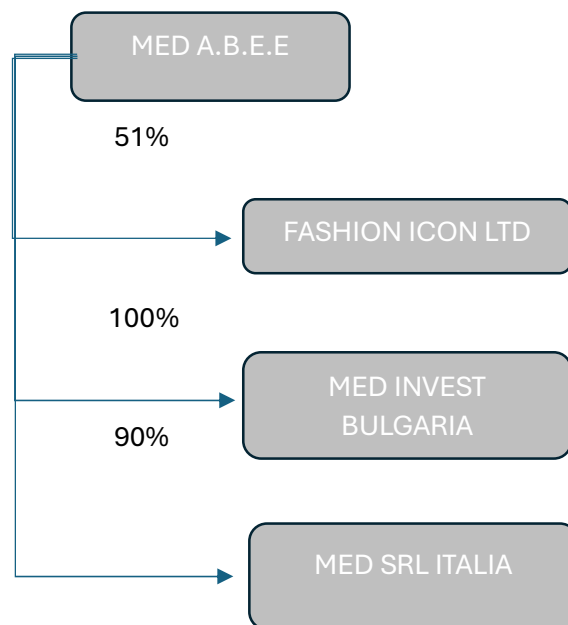 MED A.B.E.E
51%
FASHION ICON LTD
100%
MED INVEST
BULGARIA
90%
MED SRL ITALIA